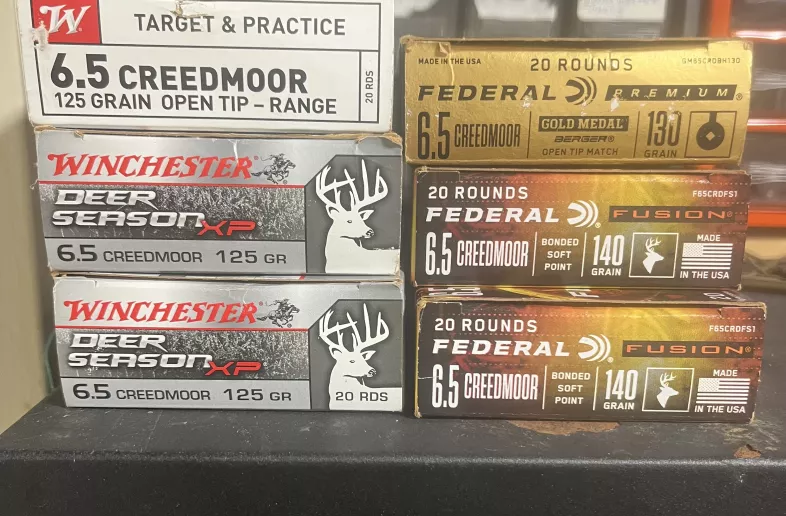 W
TARGET & PRACTICE
6.5 CREEDMOOR
125 GRAIN OPEN TIP – RANGE
20 RDS
WINCHESTER
DEER
SEASON XP
6.5 CREEDMOOR 125 GR
WINCHESTER
DEER
SEASON XP
6.5 CREEDMOOR 125 GR
20 RDS
MADE IN THE USA
20 ROUNDS
GM65CRDBH130
FEDERAL PREMIUM
6.5 CREEDMOOR
GOLD MEDAL
BERGER
OPEN TIP MATCH
130
GRAIN
20 ROUNDS
F65CRDFS1
FEDERAL FUSION
6.5 CREEDMOOR
BONDED
SOFT
POINT
140
GRAIN
MADE
IN THE USA
20 ROUNDS
F65CRDFS1
FEDERAL FUSION
6.5 CREEDMOOR
BONDED
SOFT
POINT
140
GRAIN
MADE
IN THE USA